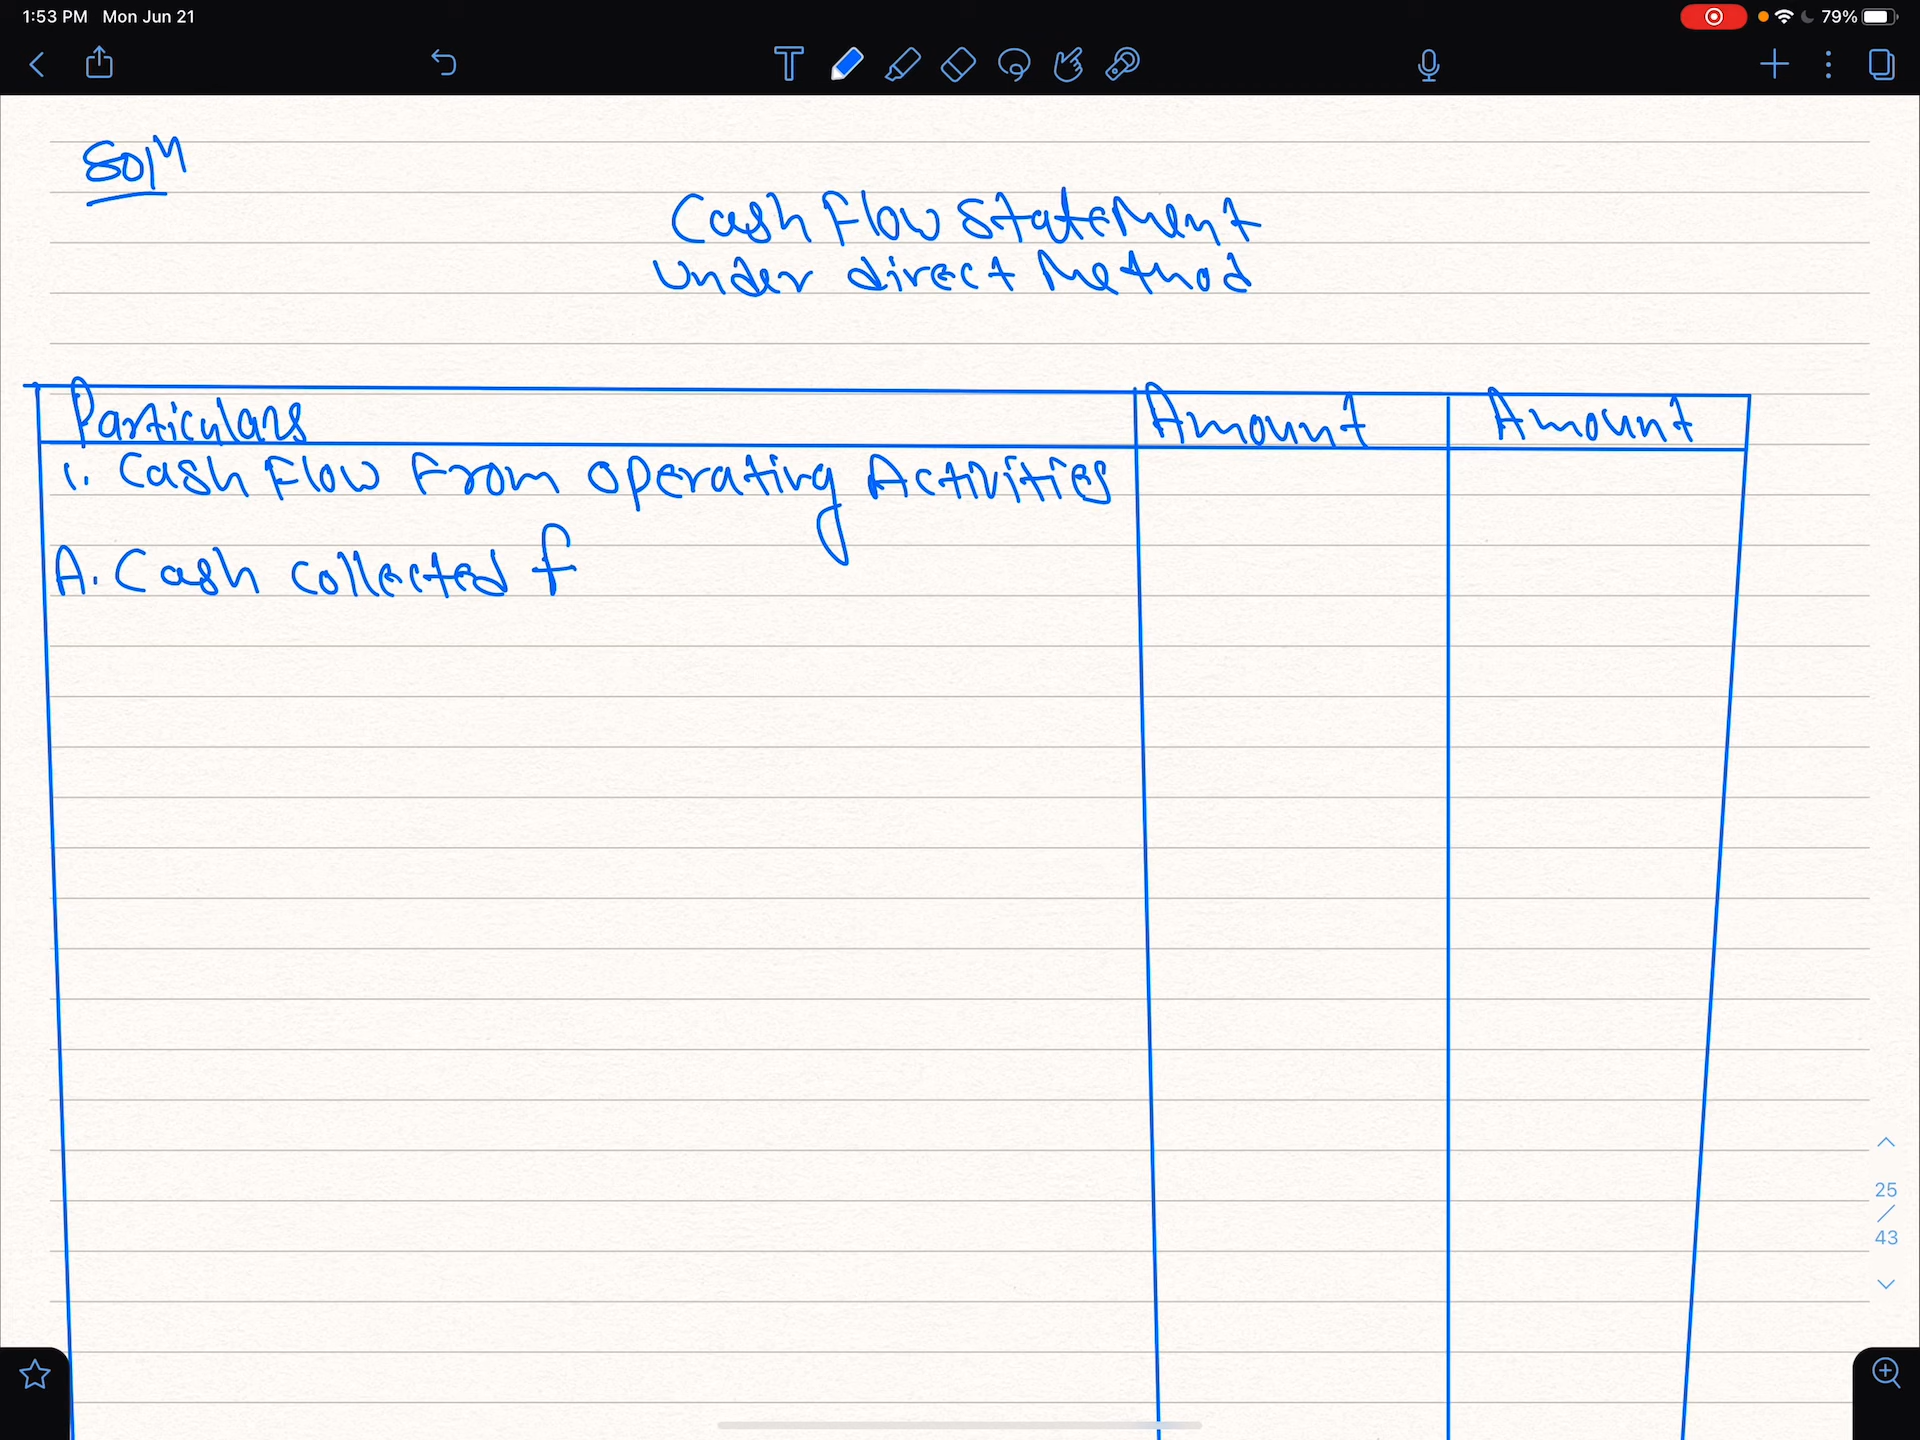 1:53 PM Mon Jun 21
79%
Soln
Cash Flow Statement
Under direct Method
Particulars Amount Amount
1. Cash Flow From operating Activities
A. Cash collected f
25
/
43